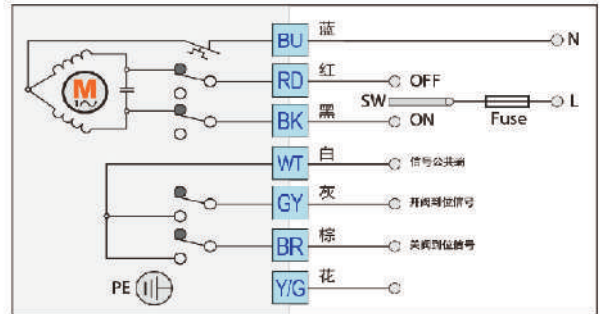 BU 蓝 N
RD 红 OFF
M
1~
SW Fuse L
BK 黑 ON
WT 白 信号公共端
GY 灰 开阀到位信号
BR 棕 关阀到位信号
PE Y/G 花